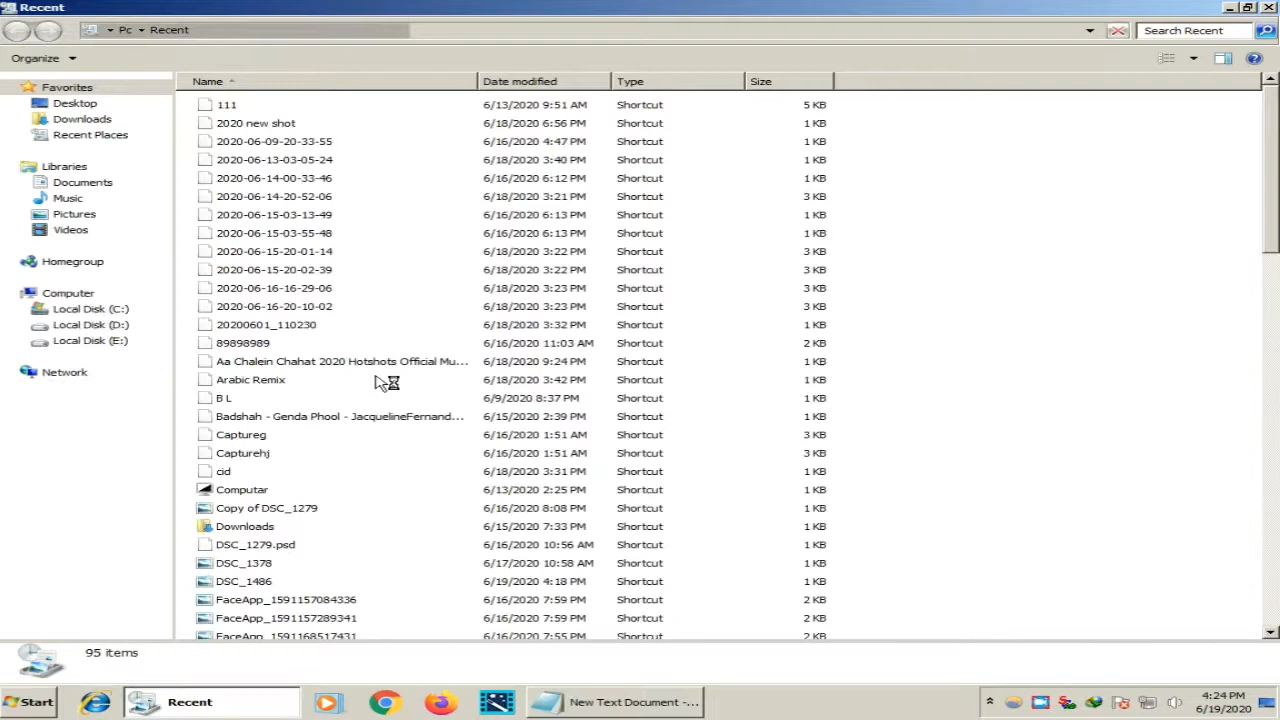 Recent
Pc Recent Search Recent
Organize
Name Date modified Type Size
Favorites
Desktop
Downloads
Recent Places
Libraries
Documents
Music
Pictures
Videos
Homegroup
Computer
Local Disk (C:)
Local Disk (D:)
Local Disk (E:)
Network
111 6/13/2020 9:51 AM Shortcut 5 KB
2020 new shot 6/18/2020 6:56 PM Shortcut 1 KB
2020-06-09-20-33-55 6/16/2020 4:47 PM Shortcut 1 KB
2020-06-13-03-05-24 6/18/2020 3:40 PM Shortcut 1 KB
2020-06-14-00-33-46 6/16/2020 6:12 PM Shortcut 1 KB
2020-06-14-20-52-06 6/18/2020 3:21 PM Shortcut 3 KB
2020-06-15-03-13-49 6/16/2020 6:13 PM Shortcut 1 KB
2020-06-15-03-55-48 6/16/2020 6:13 PM Shortcut 1 KB
2020-06-15-20-01-14 6/18/2020 3:22 PM Shortcut 3 KB
2020-06-15-20-02-39 6/18/2020 3:22 PM Shortcut 3 KB
2020-06-16-16-29-06 6/18/2020 3:23 PM Shortcut 3 KB
2020-06-16-20-10-02 6/18/2020 3:23 PM Shortcut 3 KB
20200601_110230 6/18/2020 3:32 PM Shortcut 1 KB
89898989 6/16/2020 11:03 AM Shortcut 2 KB
Aa Chalein Chahat 2020 Hotshots Official Mu... 6/18/2020 9:24 PM Shortcut 1 KB
Arabic Remix 6/18/2020 3:42 PM Shortcut 1 KB
B L 6/9/2020 8:37 PM Shortcut 1 KB
Badshah - Genda Phool - JacquelineFernand... 6/15/2020 2:39 PM Shortcut 1 KB
Captureg 6/16/2020 1:51 AM Shortcut 3 KB
Capturehj 6/16/2020 1:51 AM Shortcut 3 KB
cid 6/18/2020 3:31 PM Shortcut 1 KB
Computar 6/13/2020 2:25 PM Shortcut 1 KB
Copy of DSC_1279 6/16/2020 8:08 PM Shortcut 1 KB
Downloads 6/15/2020 7:33 PM Shortcut 1 KB
DSC_1279.psd 6/16/2020 10:56 AM Shortcut 1 KB
DSC_1378 6/17/2020 10:58 AM Shortcut 1 KB
DSC_1486 6/19/2020 4:18 PM Shortcut 1 KB
FaceApp_1591157084336 6/16/2020 7:59 PM Shortcut 2 KB
FaceApp_1591157289341 6/16/2020 7:59 PM Shortcut 2 KB
FaceApp_1591168517431 6/16/2020 7:55 PM Shortcut 2 KB
95 items
Start Recent New Text Document -... 4:24 PM
6/19/2020